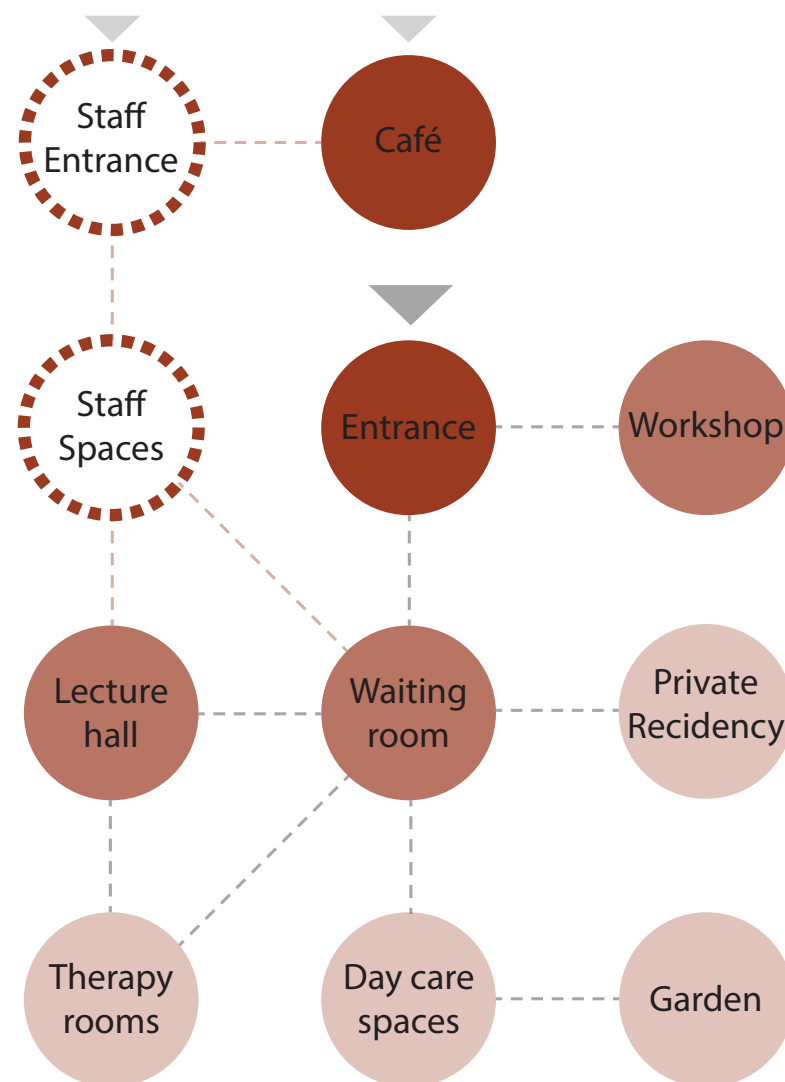 Staff
Entrance
Café
Staff
Spaces
Entrance
Workshop
Lecture
hall
Waiting
room
Private
Recidency
Therapy
rooms
Day care
spaces
Garden